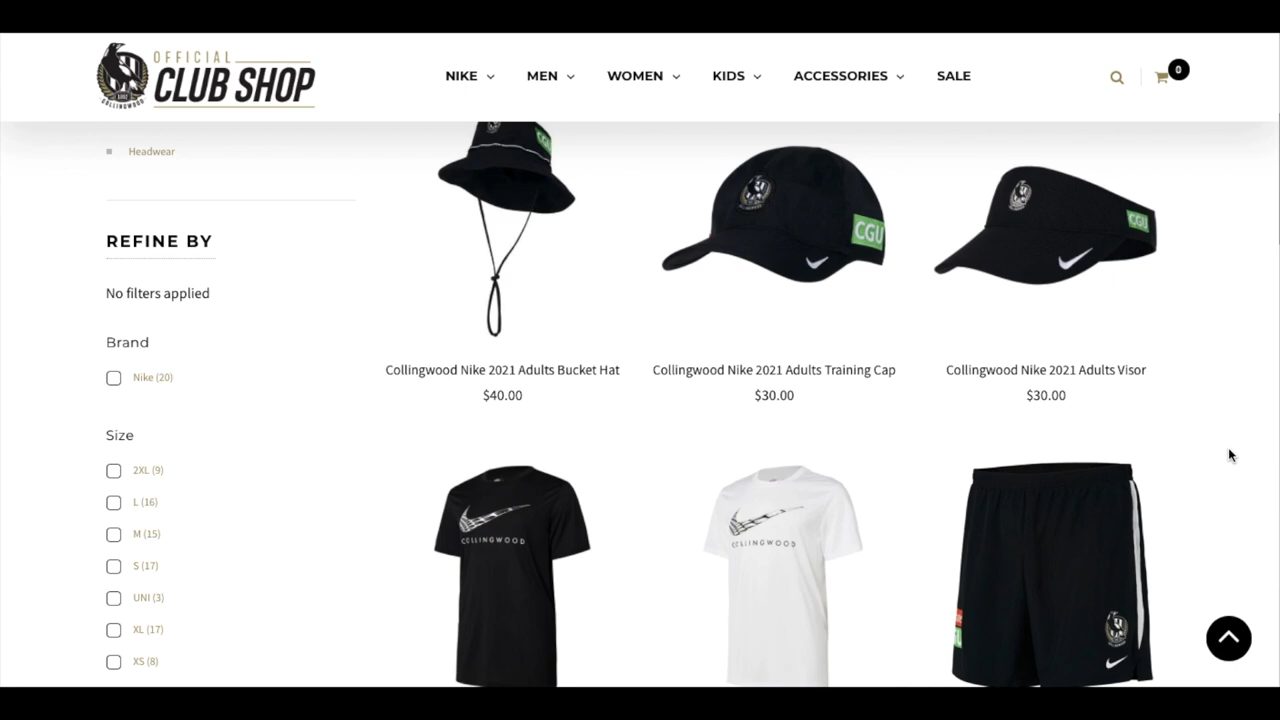 OFFICIAL
CLUB SHOP
COLLINGWOOD
NIKE
MEN
WOMEN
KIDS
ACCESSORIES
SALE
0
Headwear
REFINE BY
No filters applied
Brand
Nike (20)
Size
2XL (9)
L (16)
M (15)
S (17)
UNI (3)
XL (17)
XS (8)
CGU
CGU
CGU
Collingwood Nike 2021 Adults Bucket Hat
$40.00
Collingwood Nike 2021 Adults Training Cap
$30.00
Collingwood Nike 2021 Adults Visor
$30.00
COLLINGWOOD
COLLINGWOOD